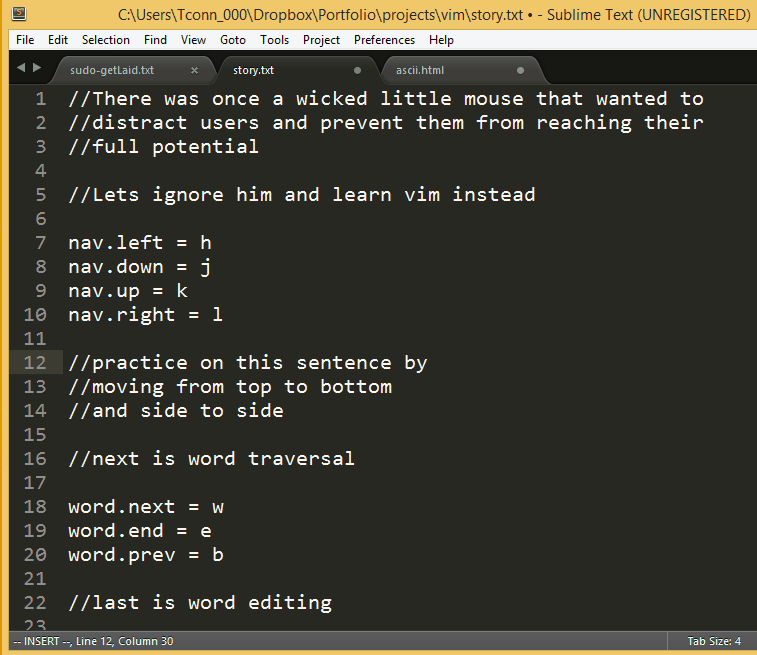 C:\Users\Tconn_000\Dropbox\Portfolio\projects\vim\story.txt • - Sublime Text (UNREGISTERED)
File Edit Selection Find View Goto Tools Project Preferences Help
sudo-getLaid.txt × story.txt ascii.html
1 //There was once a wicked little mouse that wanted to
2 //distract users and prevent them from reaching their
3 //full potential
4
5 //Lets ignore him and learn vim instead
6
7 nav.left = h
8 nav.down = j
9 nav.up = k
10 nav.right = l
11
12 //practice on this sentence by
13 //moving from top to bottom
14 //and side to side
15
16 //next is word traversal
17
18 word.next = w
19 word.end = e
20 word.prev = b
21
22 //last is word editing
23
-- INSERT --, Line 12, Column 30 Tab Size: 4